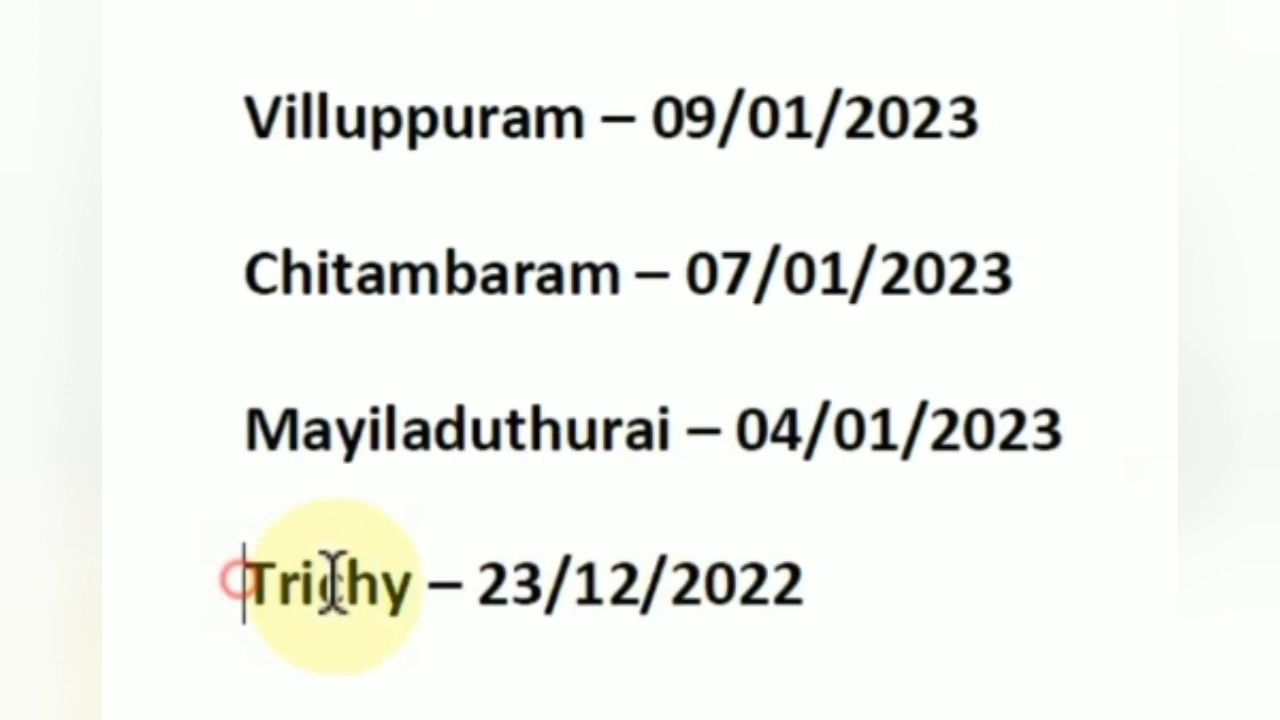 Villuppuram – 09/01/2023
Chitambaram – 07/01/2023
Mayiladuthurai – 04/01/2023
Trichy – 23/12/2022